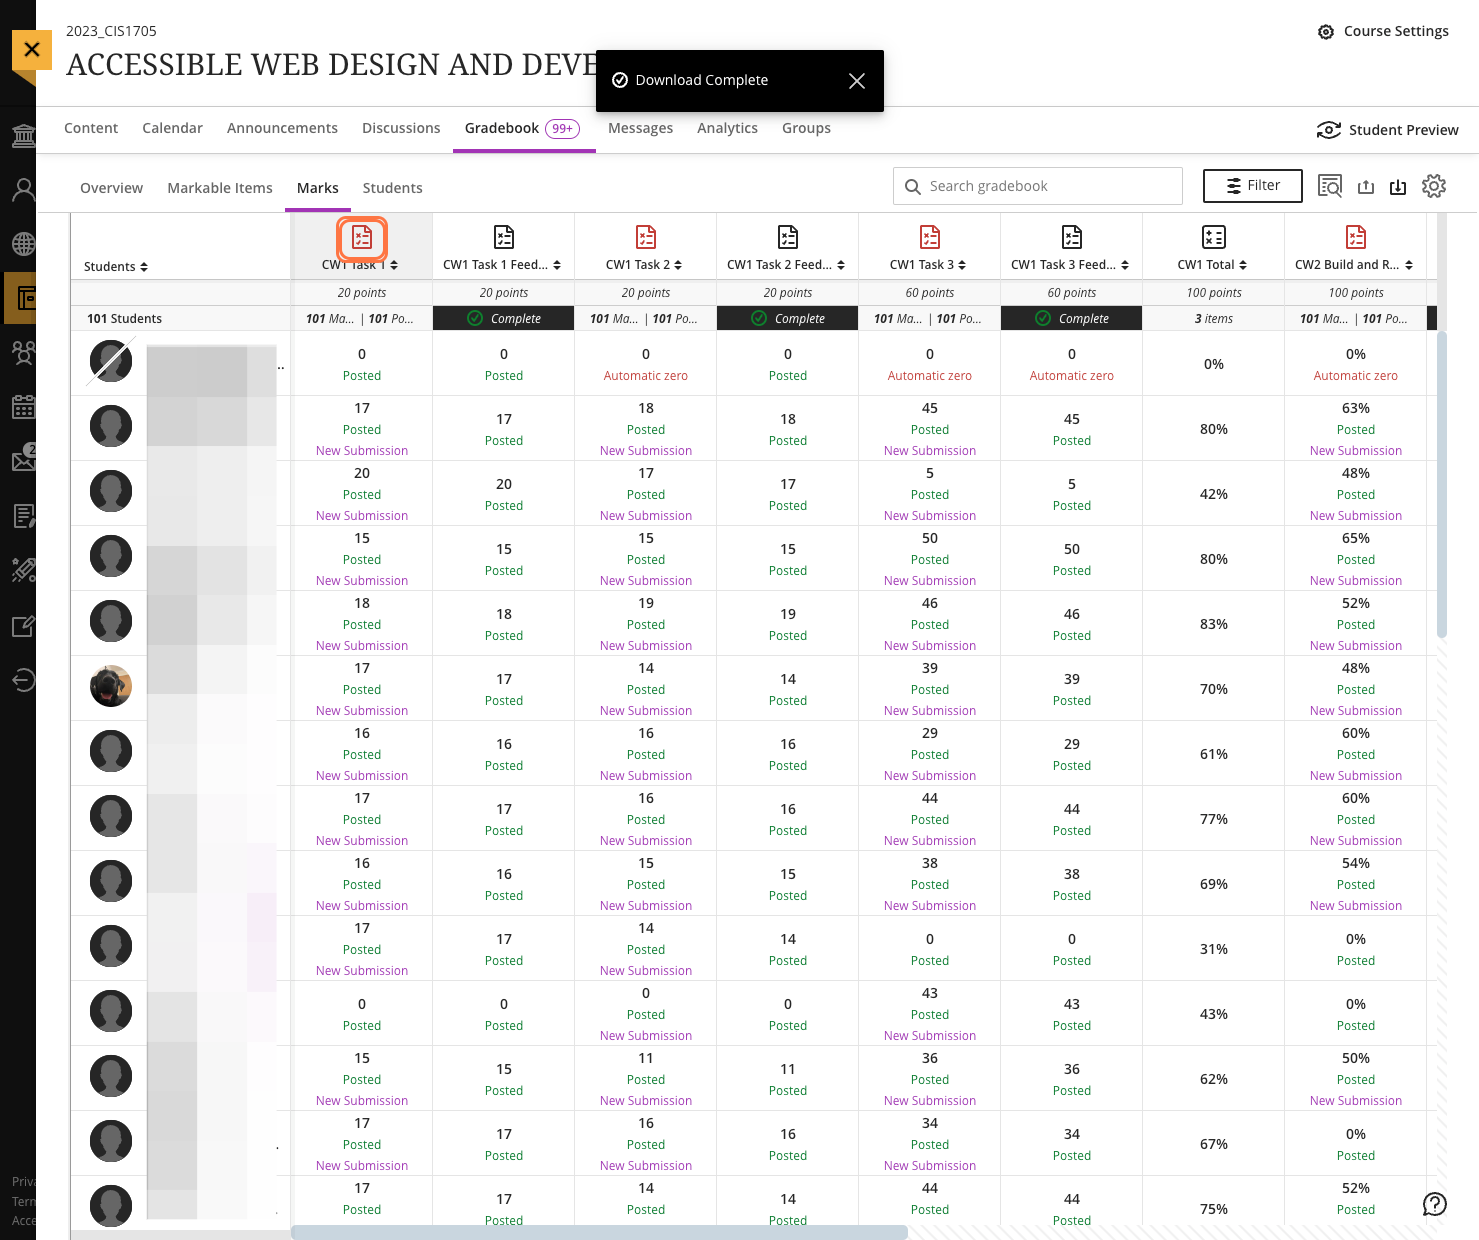 2023_CIS1705
Course Settings
ACCESSIBLE WEB DESIGN AND DEVE
Download Complete
Content Calendar Announcements Discussions Gradebook 99+ Messages Analytics Groups
Student Preview
Overview Markable Items Marks Students
Search gradebook
Filter
Students CW1 Task 1 CW1 Task 1 Feed... CW1 Task 2 CW1 Task 2 Feed... CW1 Task 3 CW1 Task 3 Feed... CW1 Total CW2 Build and R...
20 points 20 points 20 points 20 points 60 points 60 points 100 points 100 points
101 Students 101 Ma... | 101 Po... Complete 101 Ma... | 101 Po... Complete 101 Ma... | 101 Po... Complete 3 items 101 Ma... | 101 Po...
0 0 0 0 0 0 0% 0%
Posted Posted Automatic zero Posted Automatic zero Automatic zero Automatic zero
17 17 18 18 45 45 80% 63%
Posted Posted Posted Posted Posted Posted Posted
New Submission New Submission New Submission New Submission
20 20 17 17 5 5 42% 48%
Posted Posted Posted Posted Posted Posted Posted
New Submission New Submission New Submission New Submission
15 15 15 15 50 50 80% 65%
Posted Posted Posted Posted Posted Posted Posted
New Submission New Submission New Submission New Submission
18 18 19 19 46 46 83% 52%
Posted Posted Posted Posted Posted Posted Posted
New Submission New Submission New Submission New Submission
17 17 14 14 39 39 70% 48%
Posted Posted Posted Posted Posted Posted Posted
New Submission New Submission New Submission New Submission
16 16 16 16 29 29 61% 60%
Posted Posted Posted Posted Posted Posted Posted
New Submission New Submission New Submission New Submission
17 17 16 16 44 44 77% 60%
Posted Posted Posted Posted Posted Posted Posted
New Submission New Submission New Submission New Submission
16 16 15 15 38 38 69% 54%
Posted Posted Posted Posted Posted Posted Posted
New Submission New Submission New Submission New Submission
17 17 14 14 0 0 31% 0%
Posted Posted Posted Posted Posted Posted Posted
New Submission New Submission
0 0 0 0 43 43 43% 0%
Posted Posted Posted Posted Posted Posted Posted
New Submission New Submission
15 15 11 11 36 36 62% 50%
Posted Posted Posted Posted Posted Posted Posted
New Submission New Submission New Submission New Submission
17 17 16 16 34 34 67% 0%
Posted Posted Posted Posted Posted Posted Posted
New Submission New Submission New Submission
17 17 14 14 44 44 75% 52%
Posted Posted Posted Posted Posted Posted Posted
2
Priva
Term
Acce